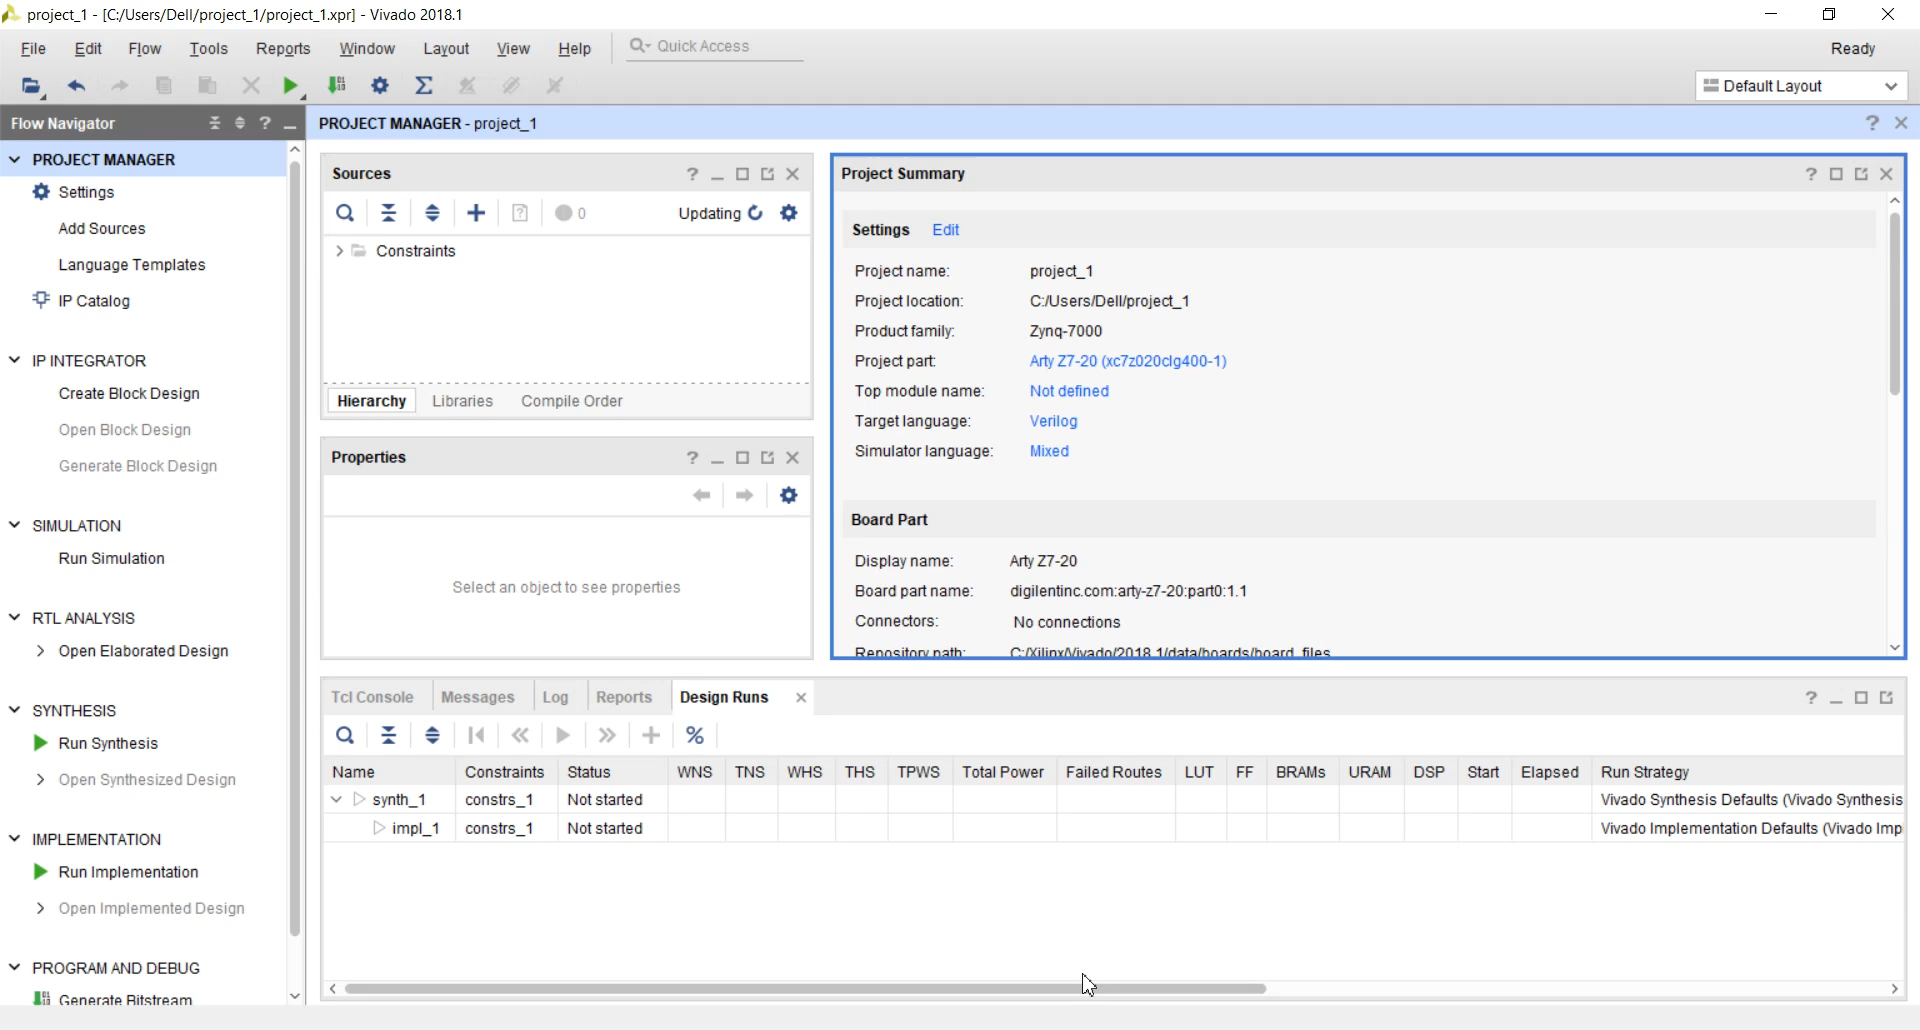 project_1 - [C:/Users/Dell/project_1/project_1.xpr] - Vivado 2018.1
File Edit Flow Tools Reports Window Layout View Help Quick Access Ready
Default Layout
Flow Navigator
PROJECT MANAGER
Settings
Add Sources
Language Templates
IP Catalog
IP INTEGRATOR
Create Block Design
Open Block Design
Generate Block Design
SIMULATION
Run Simulation
RTL ANALYSIS
Open Elaborated Design
SYNTHESIS
Run Synthesis
Open Synthesized Design
IMPLEMENTATION
Run Implementation
Open Implemented Design
PROGRAM AND DEBUG
Generate Bitstream
PROJECT MANAGER - project_1
Sources
0 Updating
Constraints
Hierarchy Libraries Compile Order
Properties
Select an object to see properties
Project Summary
Settings Edit
Project name: project_1
Project location: C:/Users/Dell/project_1
Product family: Zynq-7000
Project part: Arty Z7-20 (xc7z020clg400-1)
Top module name: Not defined
Target language: Verilog
Simulator language: Mixed
Board Part
Display name: Arty Z7-20
Board part name: digilentinc.com:arty-z7-20:part0:1.1
Connectors: No connections
Repository path: C:/Xilinx/Vivado/2018.1/data/boards/board_files
Tcl Console Messages Log Reports Design Runs
Name Constraints Status WNS TNS WHS THS TPWS Total Power Failed Routes LUT FF BRAMs URAM DSP Start Elapsed Run Strategy
synth_1 constrs_1 Not started Vivado Synthesis Defaults (Vivado Synthesis
impl_1 constrs_1 Not started Vivado Implementation Defaults (Vivado Imp